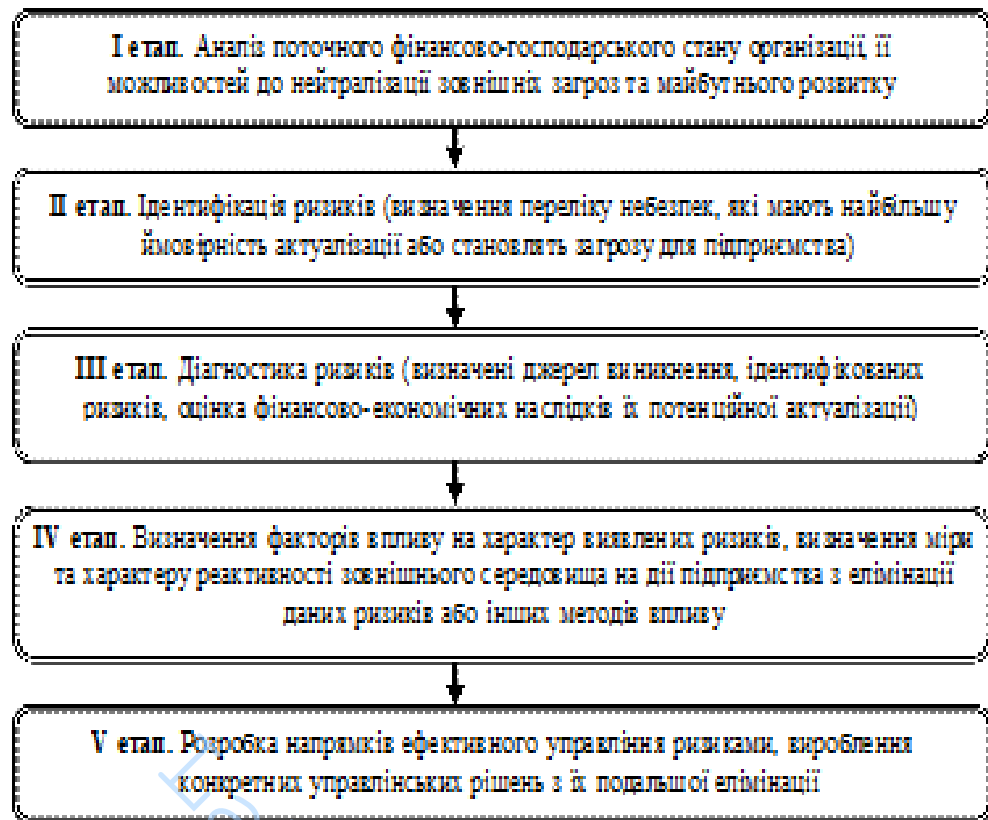 I етап. Аналіз поточного фінансово-господарського стану організації, її
можливостей до нейтралізації зовнішніх загроз та майбутнього розвитку
II етап. Ідентифікація ризиків (визначення переліку небезпек, які мають найбільшу
ймовірність актуалізації або становлять загрозу для підприємства)
III етап. Діагностика ризиків (визначені джерел виникнення, ідентифікованих
ризиків, оцінка фінансово-економічних наслідків їх потенційної актуалізації)
IV етап. Визначення факторів впливу на характер виявлених ризиків, визначення міри
та характеру реактивності зовнішнього середовища на дії підприємства з елімінації
даних ризиків або інших методів впливу
V етап. Розробка напрямків ефективного управління ризиками, вироблення
конкретних управлінських рішень з їх подальшої елімінації